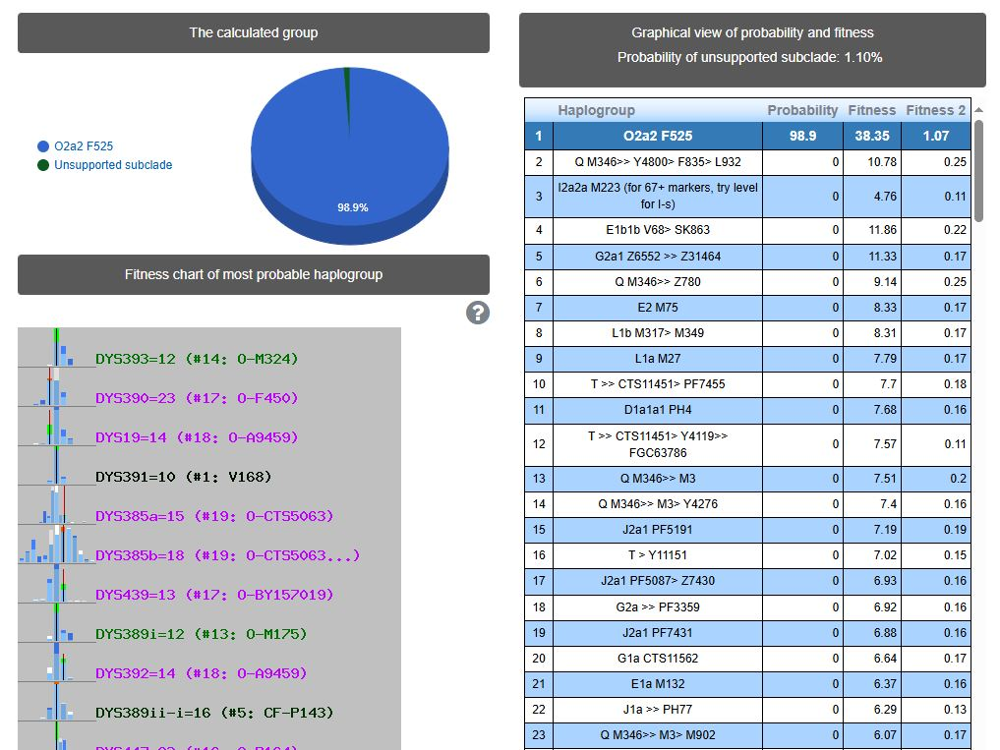 The calculated group
O2a2 F525
Unsupported subclade
98.9%
Fitness chart of most probable haplogroup
?
DYS393=12 (#14: O-M324)
DYS390=23 (#17: O-F450)
DYS19=14 (#18: O-A9459)
DYS391=10 (#1: V168)
DYS385a=15 (#19: O-CTS5063)
DYS385b=18 (#19: O-CTS5063...)
DYS439=13 (#17: O-BY157019)
DYS389i=12 (#13: O-M175)
DYS392=14 (#18: O-A9459)
DYS389ii-i=16 (#5: CF-P143)
Graphical view of probability and fitness
Probability of unsupported subclade: 1.10%
Haplogroup Probability Fitness Fitness 2
1 O2a2 F525 98.9 38.35 1.07
2 Q M346>> Y4800> F835> L932 0 10.78 0.25
3 I2a2a M223 (for 67+ markers, try level
for I-s) 0 4.76 0.11
4 E1b1b V68> SK863 0 11.86 0.22
5 G2a1 Z6552 >> Z31464 0 11.33 0.17
6 Q M346>> Z780 0 9.14 0.25
7 E2 M75 0 8.33 0.17
8 L1b M317> M349 0 8.31 0.17
9 L1a M27 0 7.79 0.17
10 T >> CTS11451> PF7455 0 7.7 0.18
11 D1a1a1 PH4 0 7.68 0.16
12 T >> CTS11451> Y4119>>
FGC63786 0 7.57 0.11
13 Q M346>> M3 0 7.51 0.2
14 Q M346>> M3> Y4276 0 7.4 0.16
15 J2a1 PF5191 0 7.19 0.19
16 T > Y11151 0 7.02 0.15
17 J2a1 PF5087> Z7430 0 6.93 0.16
18 G2a >> PF3359 0 6.92 0.16
19 J2a1 PF7431 0 6.88 0.16
20 G1a CTS11562 0 6.64 0.17
21 E1a M132 0 6.37 0.16
22 J1a >> PH77 0 6.29 0.13
23 Q M346>> M3> M902 0 6.07 0.17